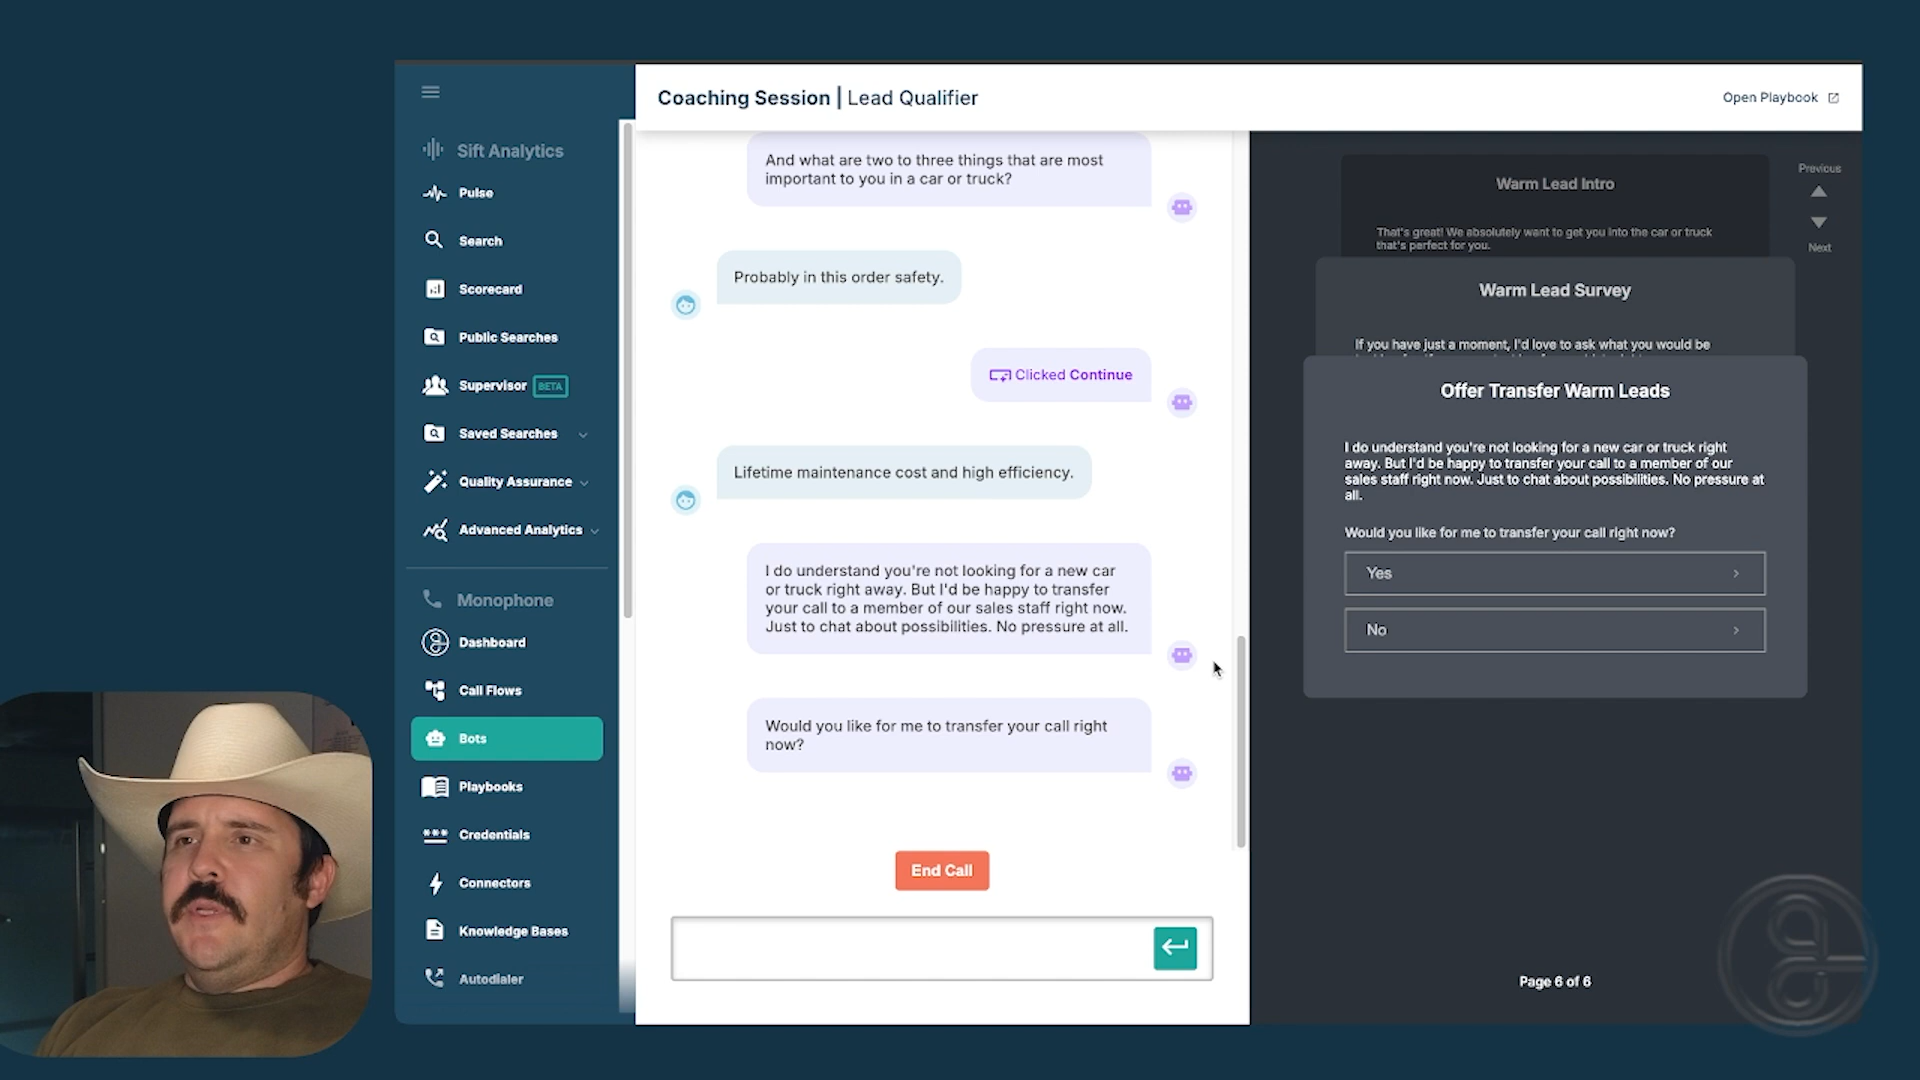 Coaching Session | Lead Qualifier
Open Playbook
Sift Analytics
Pulse
Search
Scorecard
Public Searches
Supervisor BETA
Saved Searches
Quality Assurance
Advanced Analytics
Monophone
Dashboard
Call Flows
Bots
Playbooks
Credentials
Connectors
Knowledge Bases
Autodialer
And what are two to three things that are most
important to you in a car or truck?
Probably in this order safety.
Clicked Continue
Lifetime maintenance cost and high efficiency.
I do understand you're not looking for a new car
or truck right away. But I'd be happy to transfer
your call to a member of our sales staff right now.
Just to chat about possibilities. No pressure at all.
Would you like for me to transfer your call right
now?
End Call
Warm Lead Intro
That's great! We absolutely want to get you into the car or truck
that's perfect for you.
Previous
Next
Warm Lead Survey
If you have just a moment, I'd love to ask what you would be
Offer Transfer Warm Leads
I do understand you're not looking for a new car or truck right
away. But I'd be happy to transfer your call to a member of our
sales staff right now. Just to chat about possibilities. No pressure at
all.
Would you like for me to transfer your call right now?
Yes
No
Page 6 of 6